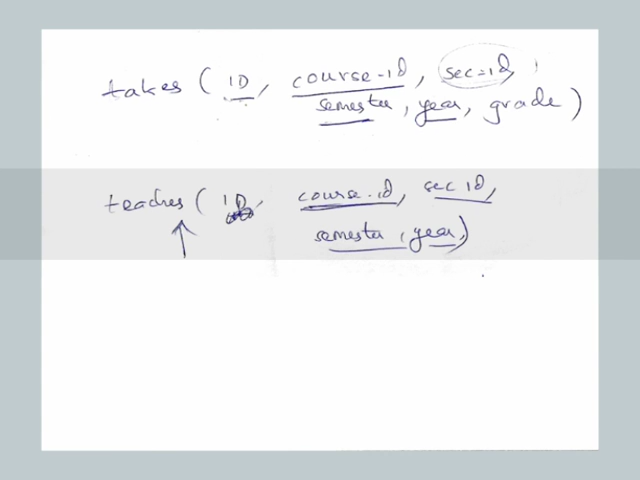 takes ( ID, course-id, sec-id,
semester, year, grade )
teaches ( ID, course-id, sec id,
semester, year, )